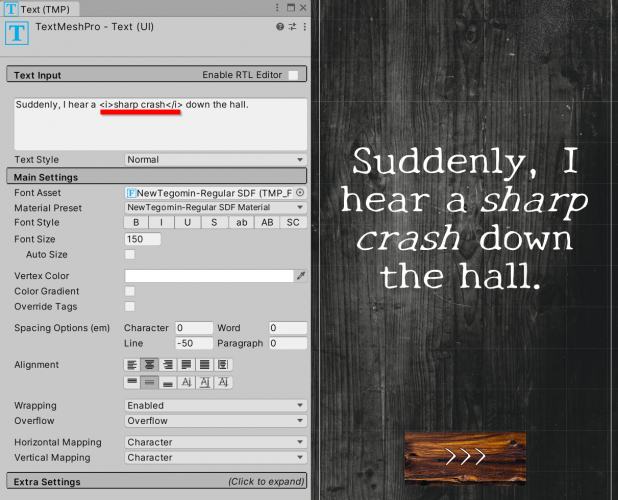 Text (TMP)
TextMeshPro - Text (UI)
Text Input
Enable RTL Editor
Suddenly, I hear a <i>sharp crash</i> down the hall.
Text Style Normal
Main Settings
Font Asset NewTegomin-Regular SDF (TMP_F
Material Preset NewTegomin-Regular SDF Material
Font Style B I U S ab AB SC
Font Size 150
Auto Size
Vertex Color
Color Gradient
Override Tags
Spacing Options (em) Character 0 Word 0
Line -50 Paragraph 0
Alignment
Wrapping Enabled
Overflow Overflow
Horizontal Mapping Character
Vertical Mapping Character
Extra Settings (Click to expand)
Suddenly, I
hear a sharp
crash down
the hall.
>>>